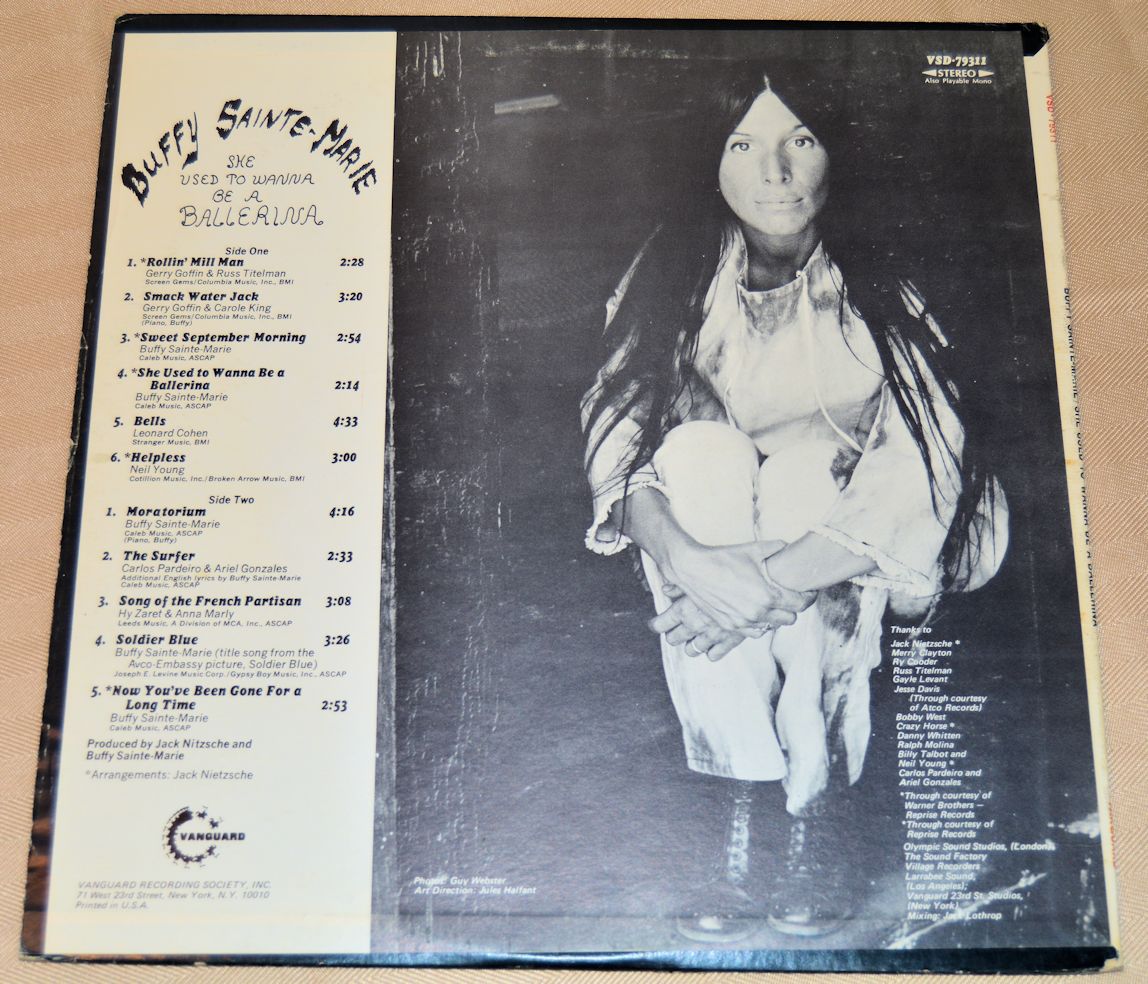 BUFFY SAINTE-MARIE
SHE
USED TO WANNA
BE A
BALLERINA
Side One
1. *Rollin' Mill Man 2:28
Gerry Goffin & Russ Titelman
Screen Gems/Columbia Music, Inc., BMI
2. Smack Water Jack 3:20
Gerry Goffin & Carole King
Screen Gems/Columbia Music, Inc., BMI
(Piano, Buffy)
3. *Sweet September Morning 2:54
Buffy Sainte-Marie
Caleb Music, ASCAP
4. *She Used to Wanna Be a
Ballerina 2:14
Buffy Sainte-Marie
Caleb Music, ASCAP
5. Bells 4:33
Leonard Cohen
Stranger Music, BMI
6. *Helpless 3:00
Neil Young
Cotillion Music, Inc./Broken Arrow Music, BMI
Side Two
1. Moratorium 4:16
Buffy Sainte-Marie
Caleb Music, ASCAP
(Piano, Buffy)
2. The Surfer 2:33
Carlos Pardeiro & Ariel Gonzales
Additional English lyrics by Buffy Sainte-Marie
Caleb Music, ASCAP
3. Song of the French Partisan 3:08
Hy Zaret & Anna Marly
Leeds Music, A Division of MCA, Inc., ASCAP
4. Soldier Blue 3:26
Buffy Sainte-Marie (title song from the
Avco-Embassy picture, Soldier Blue)
Joseph E. Levine Music Corp./Gypsy Boy Music, Inc., ASCAP
5. *Now You've Been Gone For a
Long Time 2:53
Buffy Sainte-Marie
Caleb Music, ASCAP
Produced by Jack Nitzsche and
Buffy Sainte-Marie
*Arrangements: Jack Nietzsche
VANGUARD
VANGUARD RECORDING SOCIETY, INC.
71 West 23rd Street, New York, N.Y. 10010
Printed in U.S.A.
VSD-79311
STEREO
Also Playable Mono
Thanks to
Jack Nietzsche *
Merry Clayton
Ry Cooder
Russ Titelman
Gayle Levant
Jesse Davis
(Through courtesy
of Atco Records)
Bobby West
Crazy Horse *
Danny Whitten
Ralph Molina
Billy Talbot and
Neil Young *
Carlos Pardeiro and
Ariel Gonzales
*Through courtesy of
Warner Brothers —
Reprise Records
*Through courtesy of
Reprise Records
Olympic Sound Studios, (London),
The Sound Factory
Village Recorders
Larrabee Sound,
(Los Angeles),
Vanguard 23rd St. Studios,
(New York)
Mixing: Jack Lothrop
Photos: Guy Webster
Art Direction: Jules Halfant
BUFFY SAINTE-MARIE/SHE USED TO WANNA BE A BALLERINA